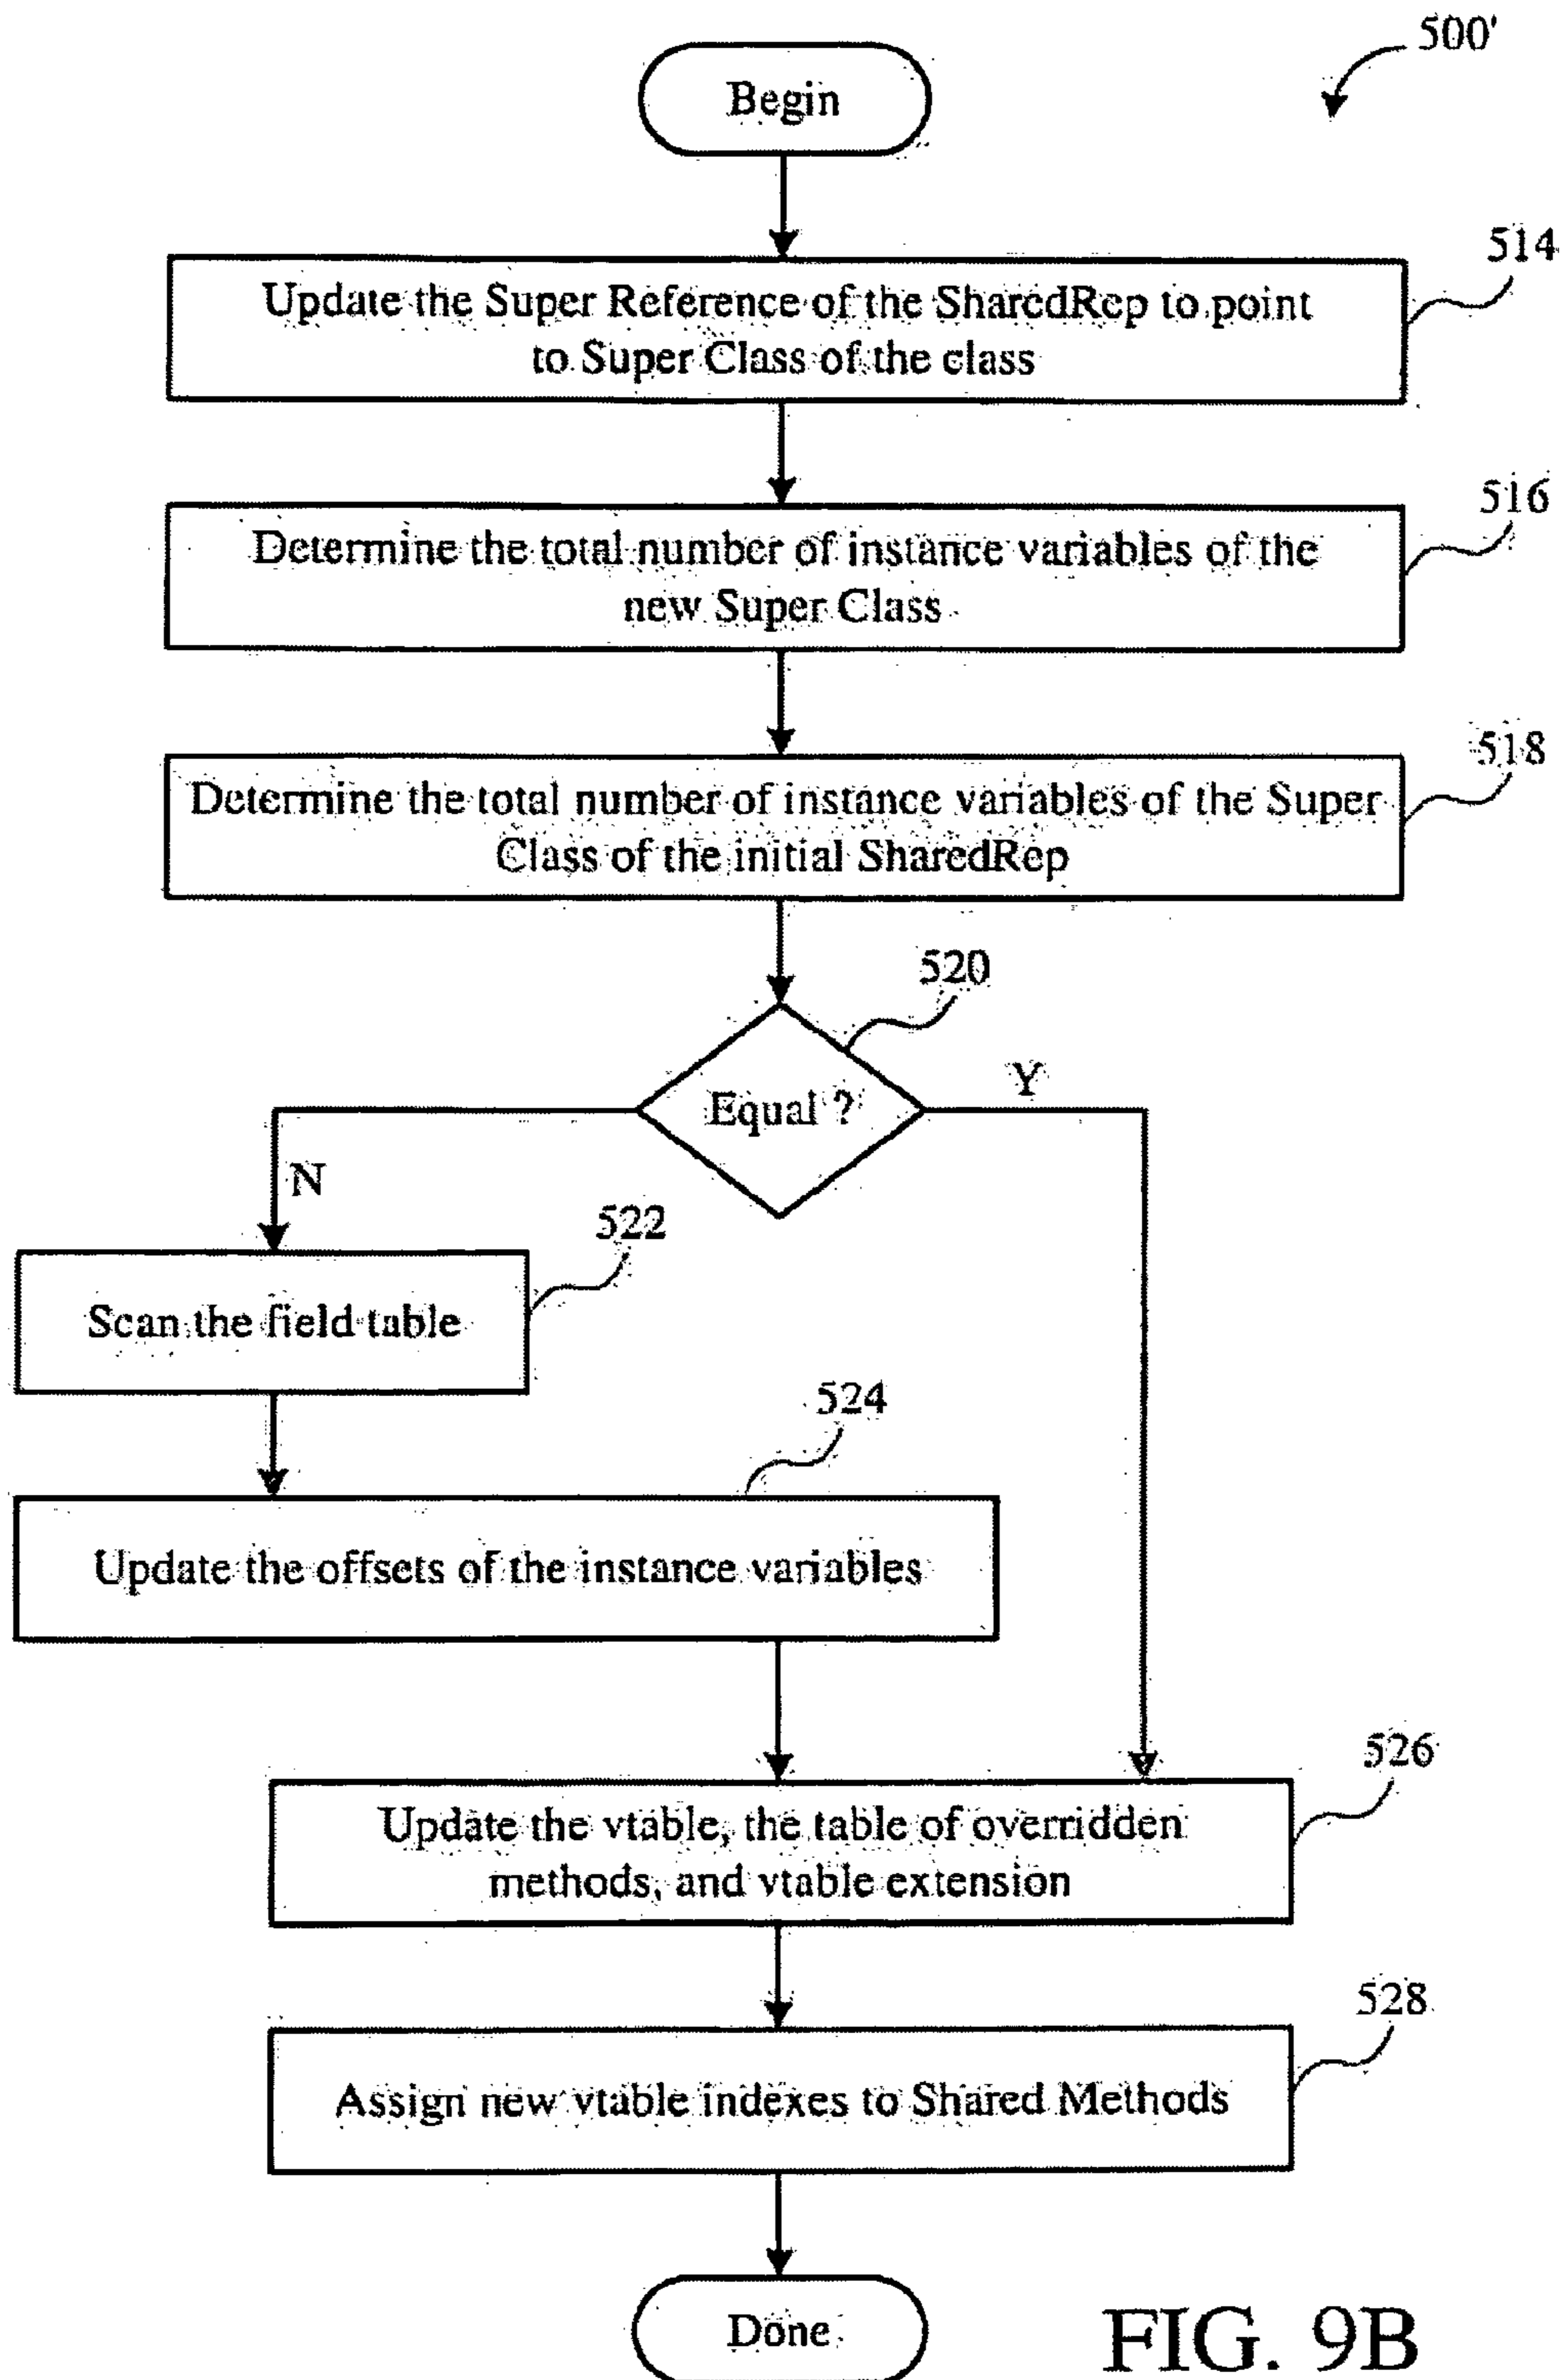 500'
Begin
514
Update the Super Reference of the SharedRep to point
to Super Class of the class
516
Determine the total number of instance variables of the
new Super Class
518
Determine the total number of instance variables of the Super
Class of the initial SharedRep
520
Equal ?
Y
N
522
Scan the field table
524
Update the offsets of the instance variables
526
Update the vtable, the table of overridden
methods, and vtable extension
528
Assign new vtable indexes to Shared Methods
Done
FIG. 9B